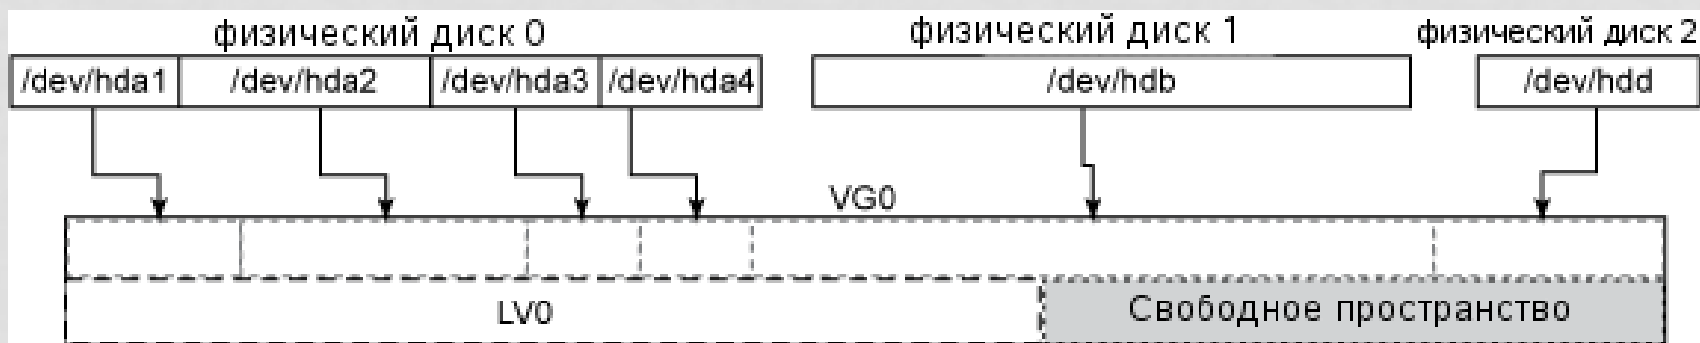 физический диск 0 физический диск 1 физический диск 2
/dev/hda1 /dev/hda2 /dev/hda3 /dev/hda4 /dev/hdb /dev/hdd
VG0
LV0 Свободное пространство